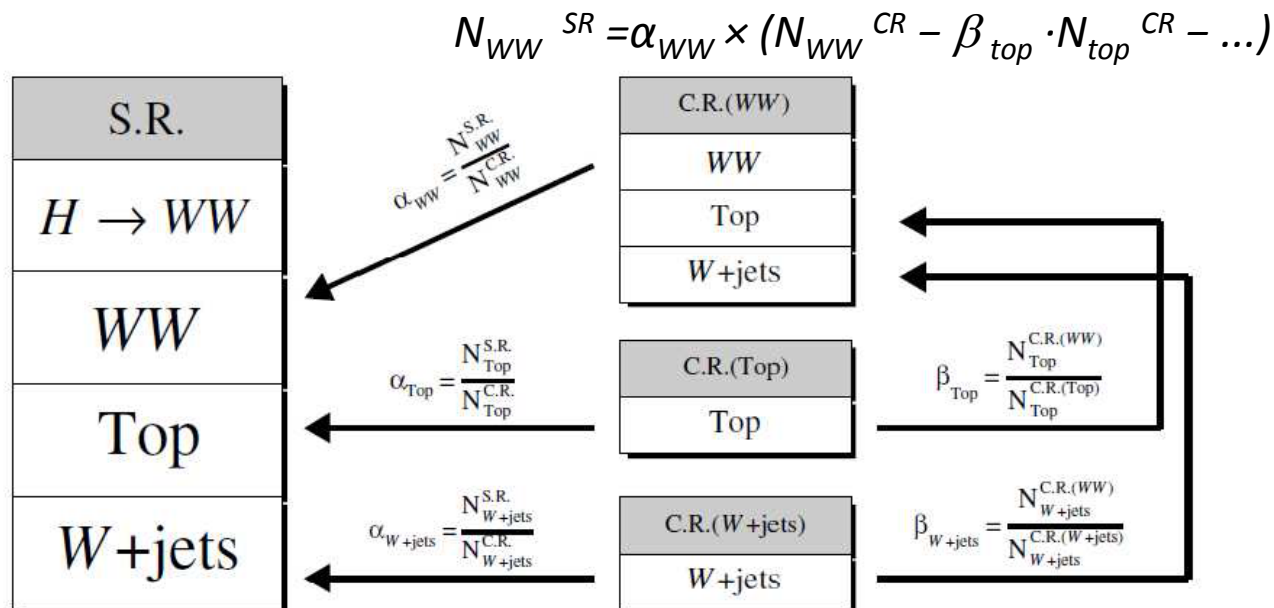 N_WW^SR = α_WW × (N_WW^CR − β_top · N_top^CR − ...)
S.R.
H → WW
WW
Top
W+jets
α_WW = N_WW^S.R. / N_WW^C.R.
α_Top = N_Top^S.R. / N_Top^C.R.
α_W+jets = N_W+jets^S.R. / N_W+jets^C.R.
C.R.(WW)
WW
Top
W+jets
C.R.(Top)
Top
C.R.(W+jets)
W+jets
β_Top = N_Top^C.R.(WW) / N_Top^C.R.(Top)
β_W+jets = N_W+jets^C.R.(WW) / N_W+jets^C.R.(W+jets)